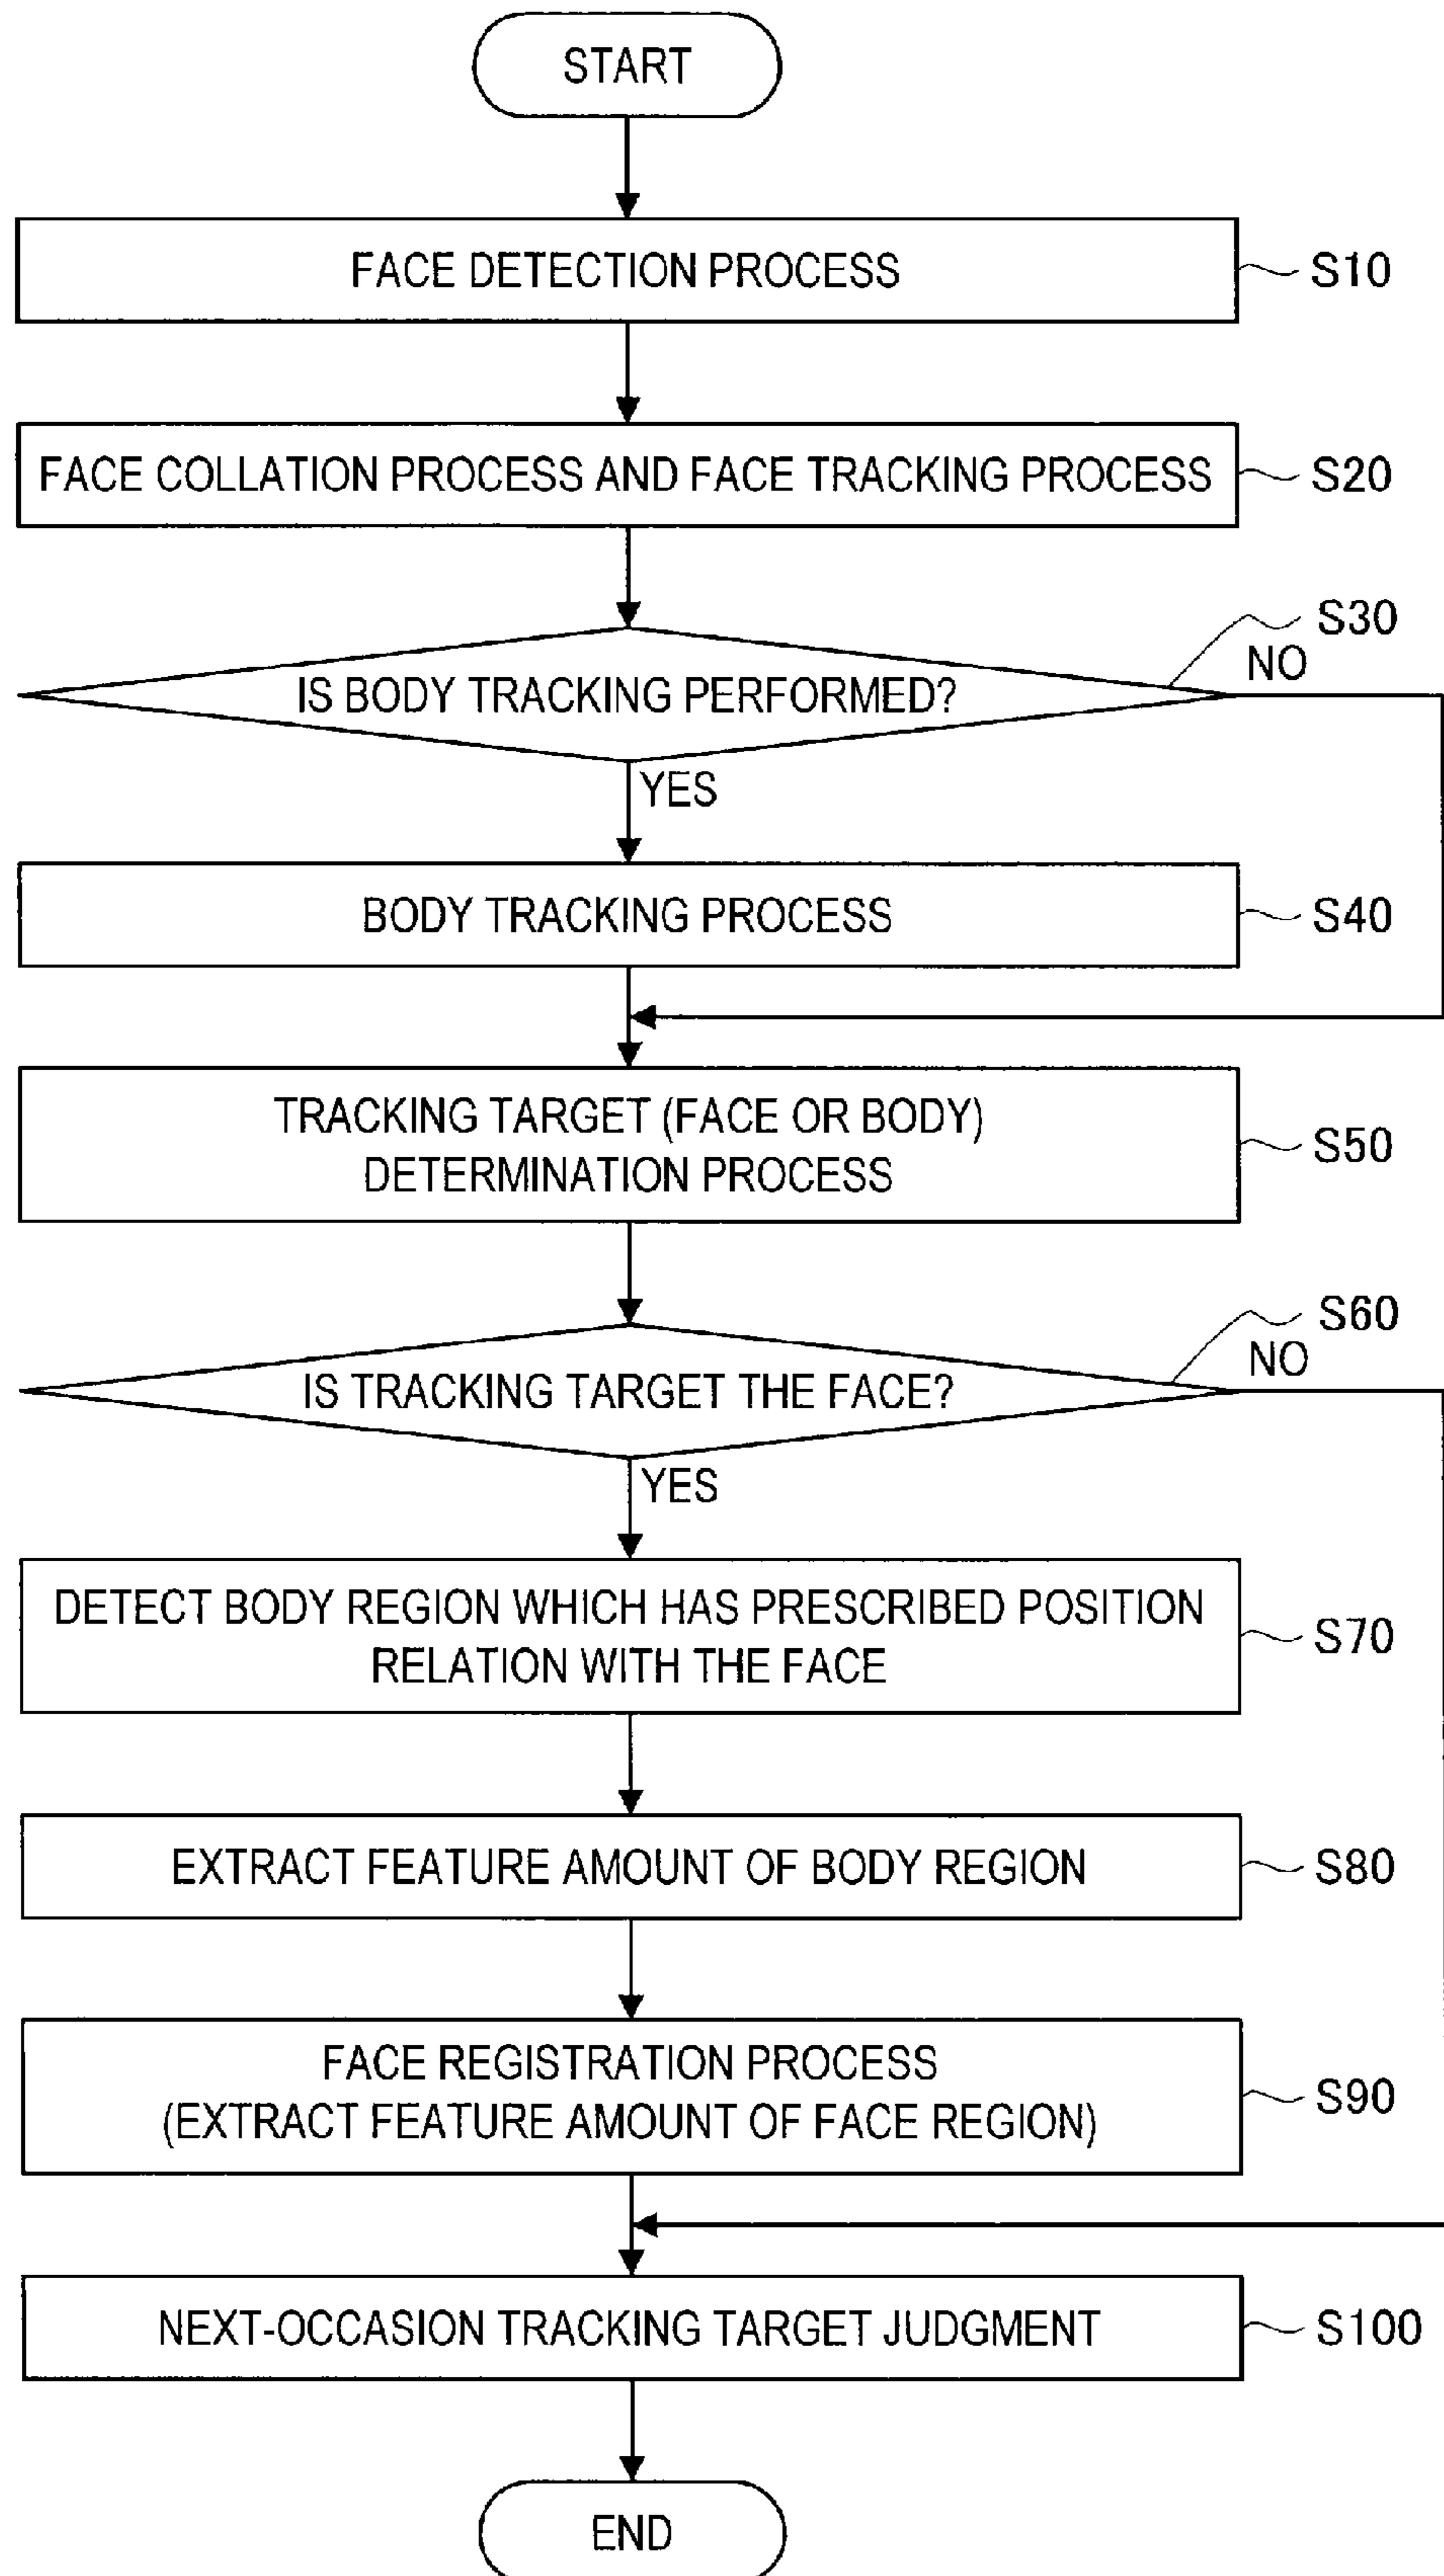 START
FACE DETECTION PROCESS
S10
FACE COLLATION PROCESS AND FACE TRACKING PROCESS
S20
S30
NO
IS BODY TRACKING PERFORMED?
YES
BODY TRACKING PROCESS
S40
TRACKING TARGET (FACE OR BODY)
DETERMINATION PROCESS
S50
S60
NO
IS TRACKING TARGET THE FACE?
YES
DETECT BODY REGION WHICH HAS PRESCRIBED POSITION
RELATION WITH THE FACE
S70
EXTRACT FEATURE AMOUNT OF BODY REGION
S80
FACE REGISTRATION PROCESS
(EXTRACT FEATURE AMOUNT OF FACE REGION)
S90
NEXT-OCCASION TRACKING TARGET JUDGMENT
S100
END